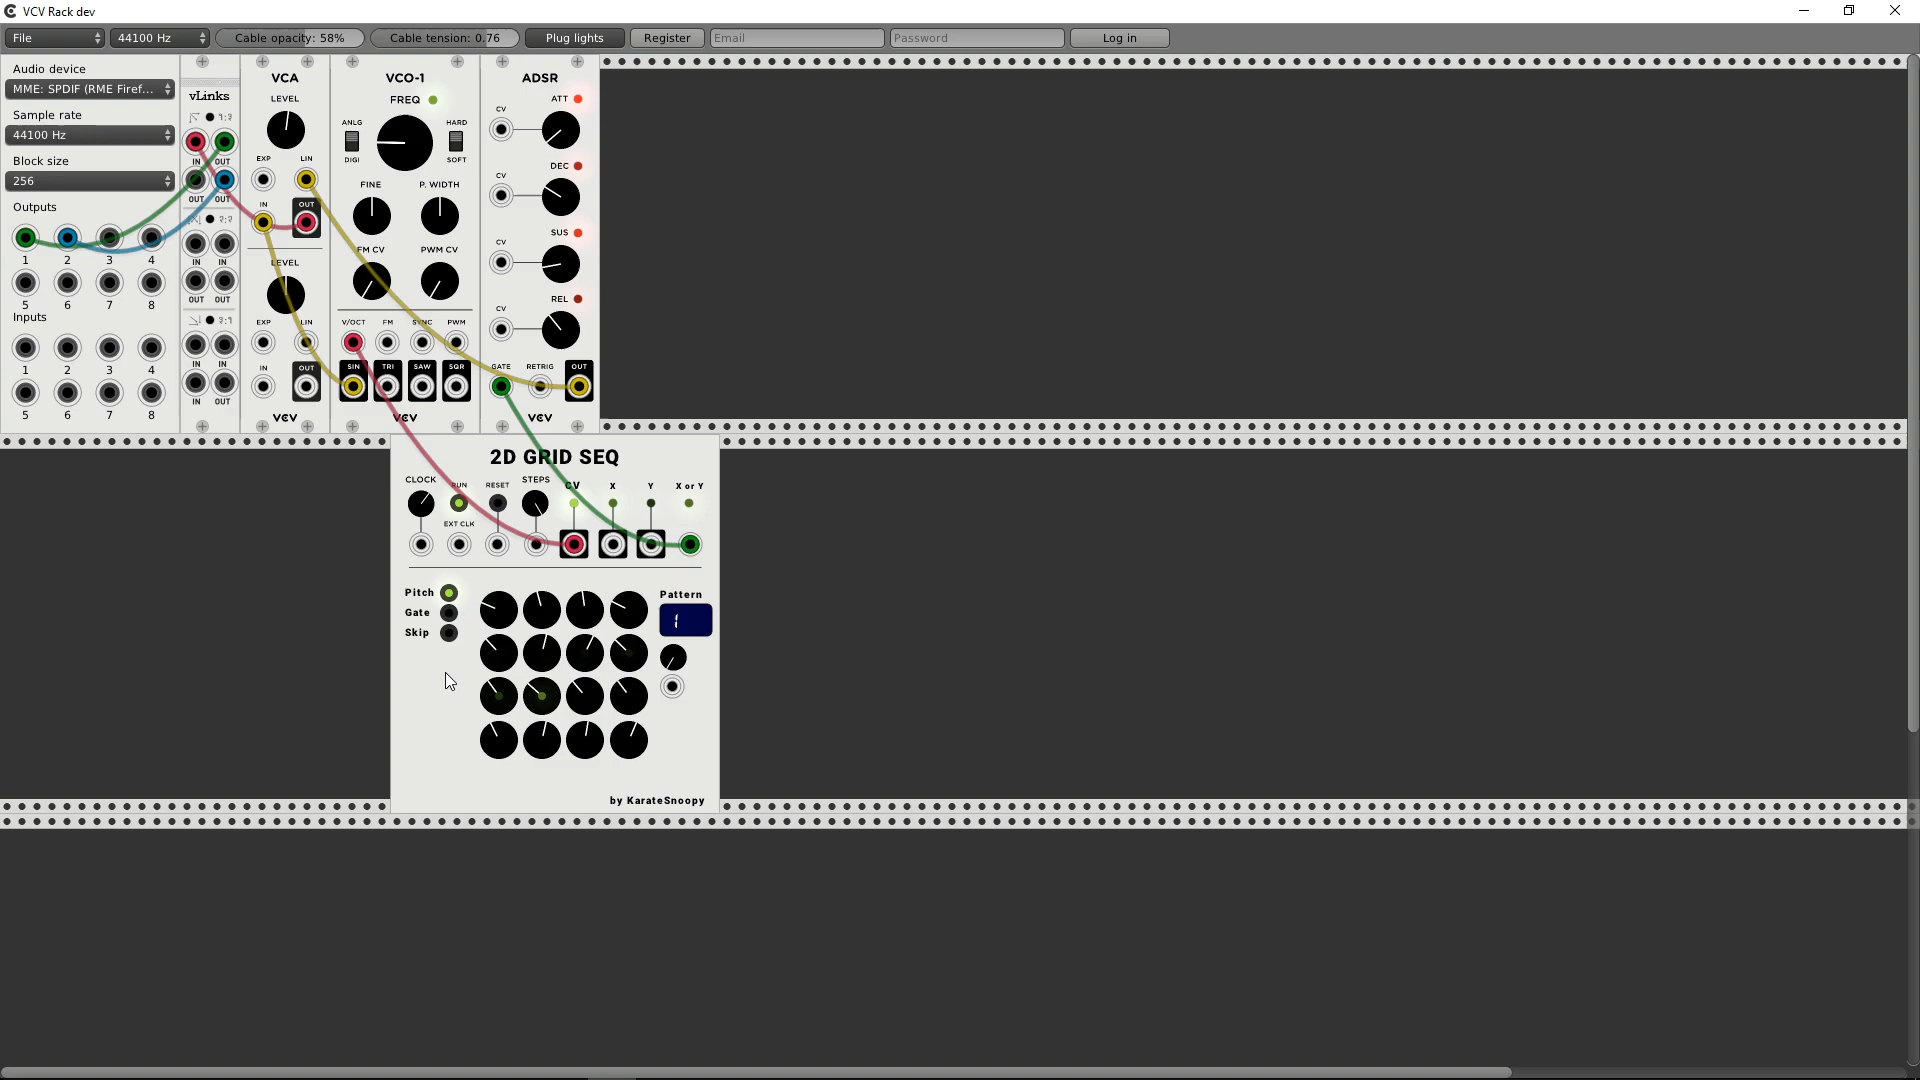 VCV Rack dev
File
44100 Hz
Cable opacity: 58%
Cable tension: 0.76
Plug lights
Register
Email
Password
Log in
Audio device
MME: SPDIF (RME Firef...
Sample rate
44100 Hz
Block size
256
Outputs
1 2 3 4
5 6 7 8
Inputs
1 2 3 4
5 6 7 8
vLinks
IN OUT
OUT OUT
IN IN
OUT OUT
IN IN
IN OUT
VCA
LEVEL
EXP LIN
IN OUT
LEVEL
EXP LIN
IN OUT
VCV
VCO-1
FREQ
ANLG HARD
DIGI SOFT
FINE P. WIDTH
FM CV PWM CV
V/OCT FM SYNC PWM
SIN TRI SAW SQR
VCV
ADSR
ATT
CV
DEC
CV
SUS
CV
REL
CV
GATE RETRIG OUT
VCV
2D GRID SEQ
CLOCK RUN RESET STEPS CV X Y X or Y
EXT CLK
Pitch
Gate
Skip
Pattern
1
by KarateSnoopy